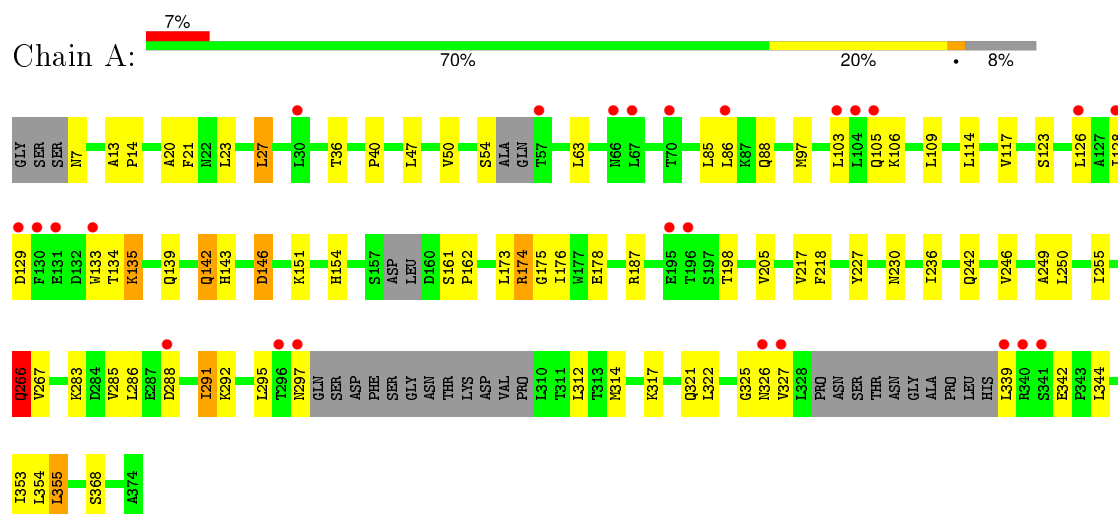 7%
Chain A:
70% 20% • 8%
GLY SER SER N7 A13 P14 A20 F21 N22 L23 L27 L30 T36 P40 L47 V50 S54 ALA GLN T57 L63 N66 L67 T70 L85 L86 K87 Q88 M97 L103 L104 Q105 K106 L109 L114 V117 S123 L126 A127 I128
D129 F130 E131 D132 W133 T134 K135 Q139 Q142 H143 D146 K151 H154 S157 ASP LEU D160 S161 P162 L173 R174 G175 I176 W177 E178 R187 E195 T196 S197 T198 V205 V217 F218 Y227 N230 I236 Q242 V246 A249 L250 I255
Q266 V267 K283 D284 V285 L286 E287 D288 I291 K292 L295 T296 N297 GLN SER ASP PHE SER GLY ASN THR LYS ASP VAL PRO L310 T311 L312 T313 M314 K317 Q321 L322 G325 N326 V327 L328 PRO ASN SER THR ASN GLY ALA PRO LEU HIS L339 R340 S341 E342 P343 L344
I353 L354 L355 S368 A374